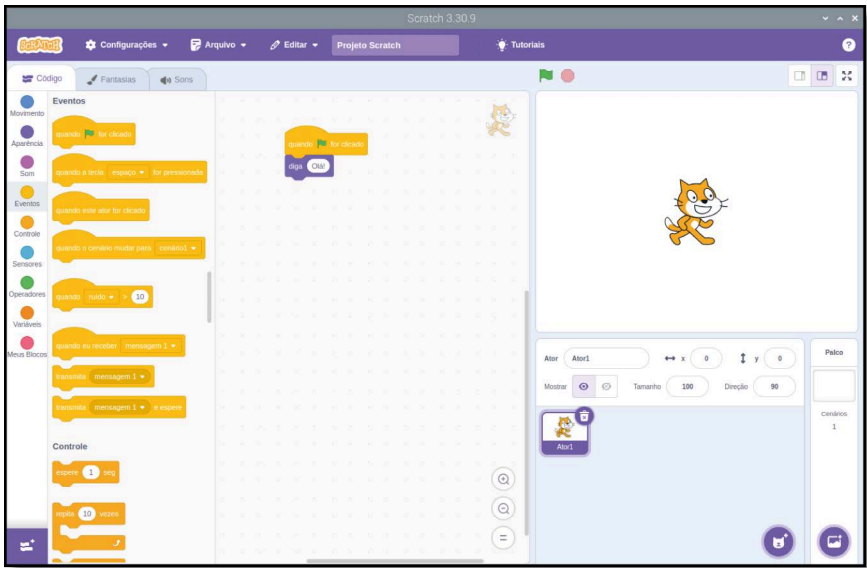 Scratch 3.30.9
SCRATCH Configurações Arquivo Editar Projeto Scratch Tutoriais ?
Código Fantasias Sons
Movimento
Aparência
Som
Eventos
Controle
Sensores
Operadores
Variáveis
Meus Blocos
Eventos
quando for clicado
quando a tecla espaço for pressionada
quando este ator for clicado
quando o cenário mudar para cenário1
quando ruído > 10
quando eu receber mensagem 1
transmita mensagem 1
transmita mensagem 1 e espere
Controle
espere 1 seg
repita 10 vezes
quando for clicado
diga Olá!
Ator Ator1 x 0 y 0
Mostrar Tamanho 100 Direção 90
Ator1
Palco
Cenários
1